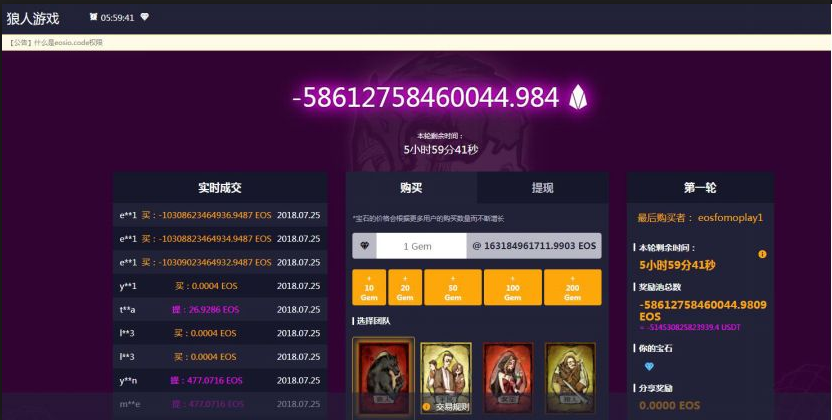 狼人游戏
05:59:41
【公告】什么是eosio.code权限
-58612758460044.984
本轮剩余时间：
5小时59分41秒
实时成交
e**1 买：-10308623464936.9487 EOS 2018.07.25
e**1 买：-10308823464934.9487 EOS 2018.07.25
e**1 买：-10309023464932.9487 EOS 2018.07.25
y**1 买：0.0004 EOS 2018.07.25
t**a 提：26.9286 EOS 2018.07.25
l**3 买：0.0004 EOS 2018.07.25
l**3 买：0.0004 EOS 2018.07.25
y**n 提：477.0716 EOS 2018.07.25
m**e 提：477.0716 EOS 2018.07.25
购买
提现
*宝石的价格会根据更多用户的购买数量而不断增长
1 Gem
@ 163184961711.9903 EOS
+ 10 Gem
+ 20 Gem
+ 50 Gem
+ 100 Gem
+ 200 Gem
选择团队
狼人
交易规则
第一轮
最后购买者： eosfomoplay1
本轮剩余时间：
5小时59分41秒
奖励池总数
-58612758460044.9809
EOS
≈ -514530825823939.4 USDT
你的宝石
分享奖励
0.0000 EOS